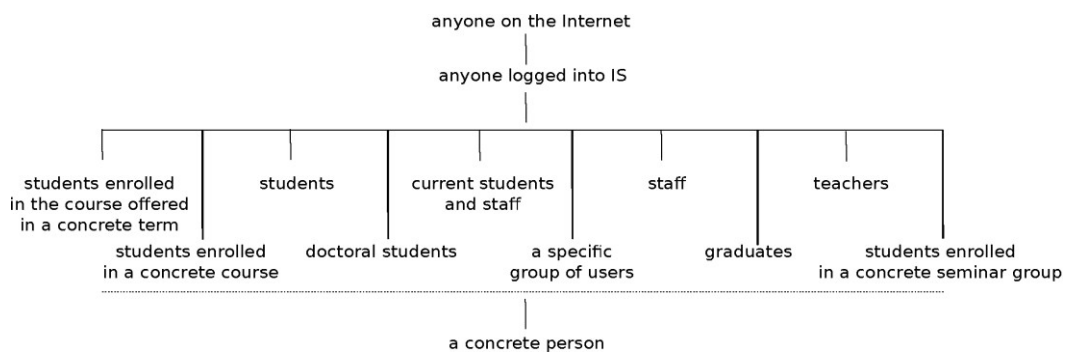 anyone on the Internet
anyone logged into IS
students enrolled
in the course offered
in a concrete term
students
current students
and staff
staff
teachers
students enrolled
in a concrete course
doctoral students
a specific
group of users
graduates
students enrolled
in a concrete seminar group
a concrete person